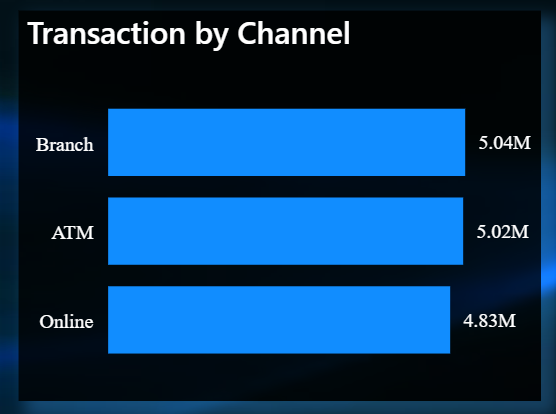 Transaction by Channel
Branch 5.04M
ATM 5.02M
Online 4.83M